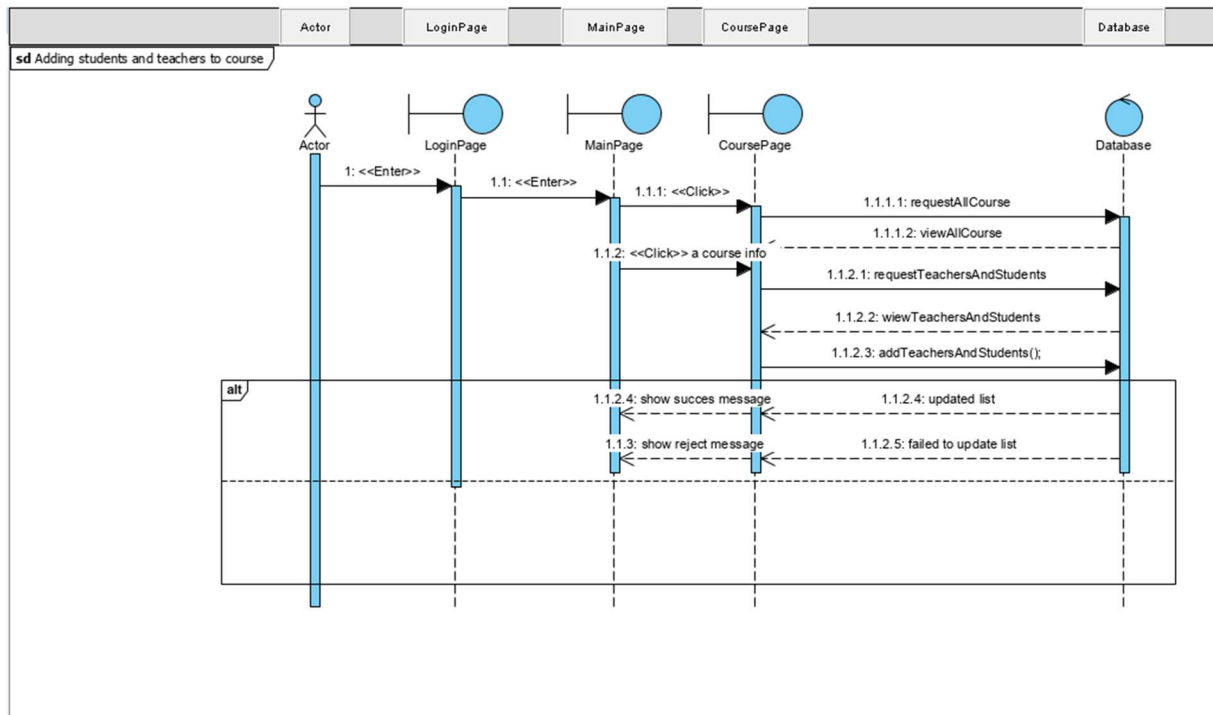 Actor
LoginPage
MainPage
CoursePage
Database
sd Adding students and teachers to course
Actor
LoginPage
MainPage
CoursePage
Database
1: <<Enter>>
1.1: <<Enter>>
1.1.1: <<Click>>
1.1.1.1: requestAllCourse
1.1.1.2: viewAllCourse
1.1.2: <<Click>> a course info
1.1.2.1: requestTeachersAndStudents
1.1.2.2: wiewTeachersAndStudents
1.1.2.3: addTeachersAndStudents();
alt
1.1.2.4: show succes message
1.1.2.4: updated list
1.1.3: show reject message
1.1.2.5: failed to update list